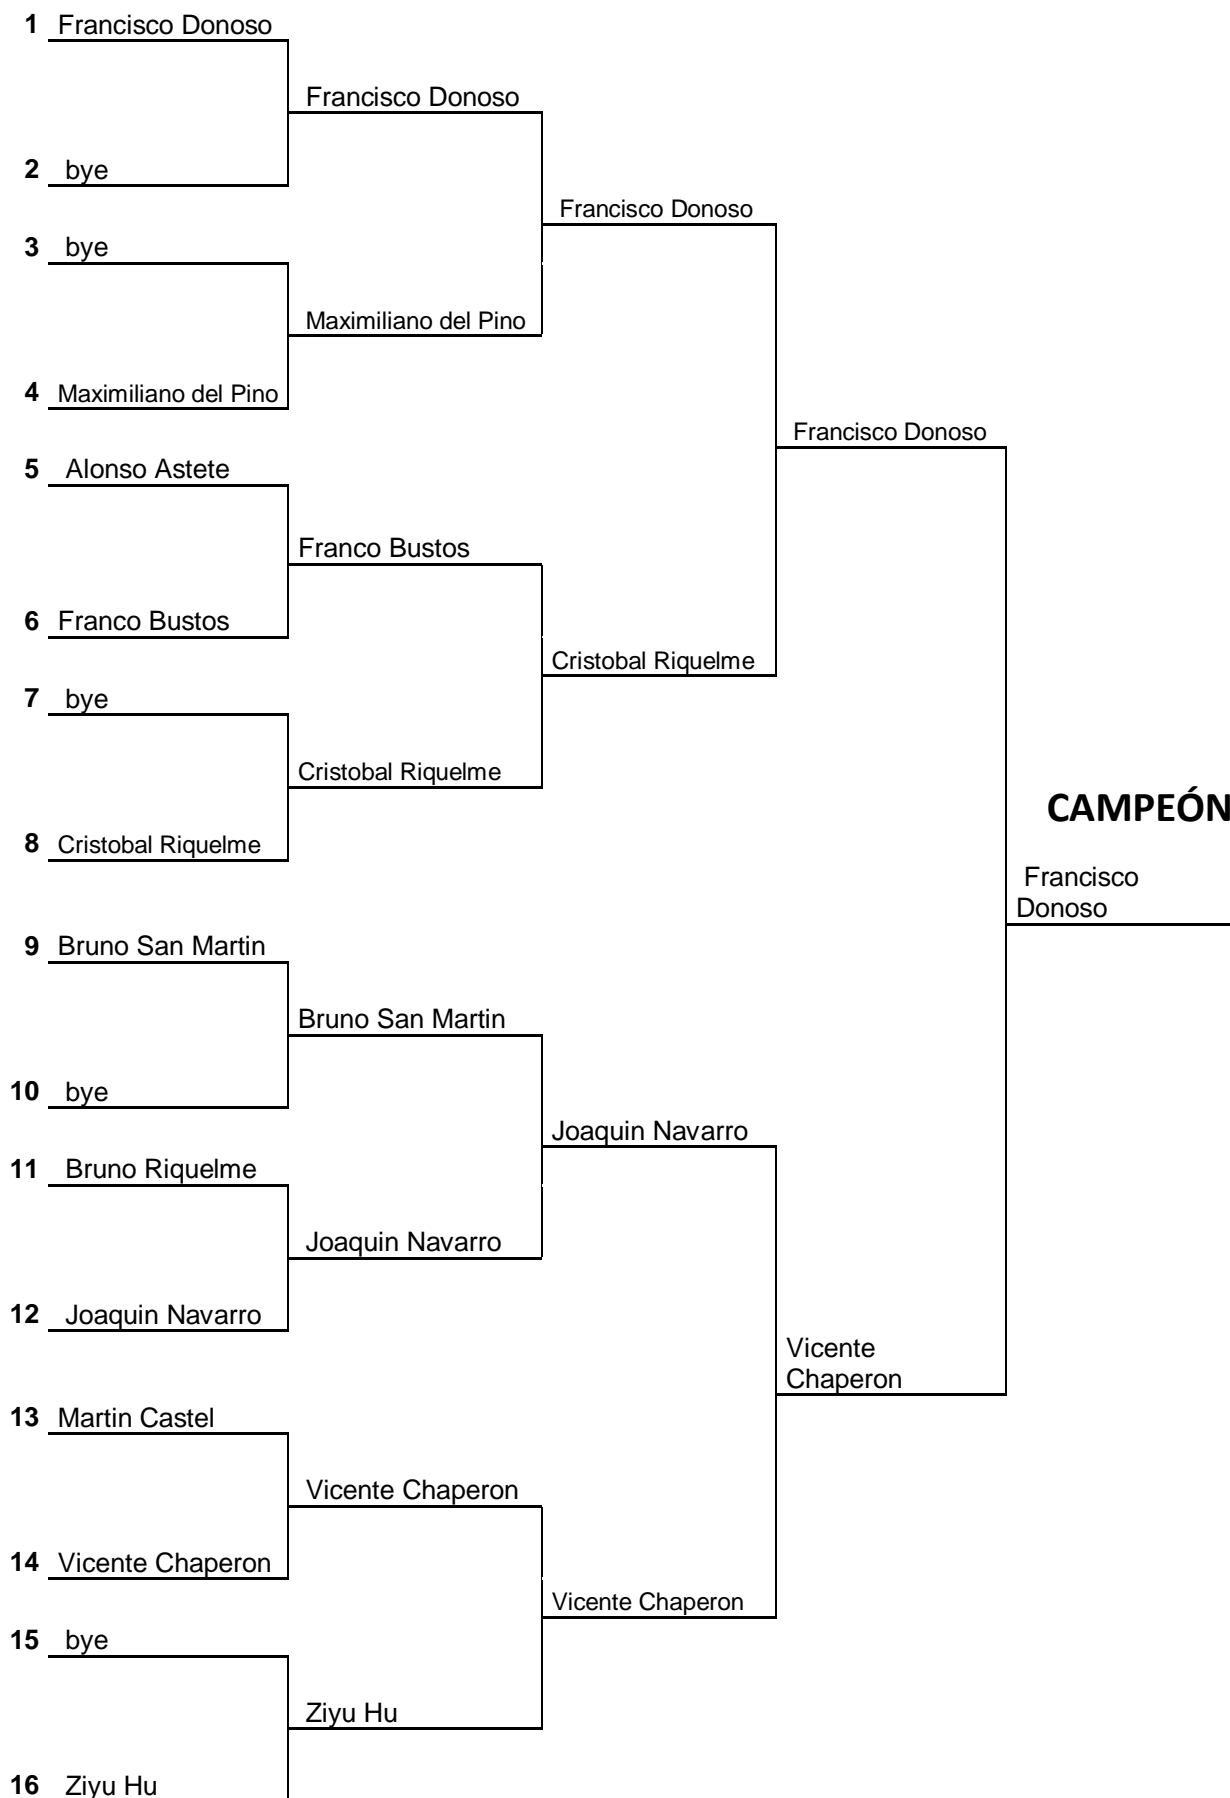 1 Francisco Donoso
Francisco Donoso
2 bye
Francisco Donoso
3 bye
Maximiliano del Pino
4 Maximiliano del Pino
Francisco Donoso
5 Alonso Astete
Franco Bustos
6 Franco Bustos
Cristobal Riquelme
7 bye
Cristobal Riquelme
CAMPEÓN
8 Cristobal Riquelme
Francisco
Donoso
9 Bruno San Martin
Bruno San Martin
10 bye
Joaquin Navarro
11 Bruno Riquelme
Joaquin Navarro
12 Joaquin Navarro
Vicente
Chaperon
13 Martin Castel
Vicente Chaperon
14 Vicente Chaperon
Vicente Chaperon
15 bye
Ziyu Hu
16 Ziyu Hu